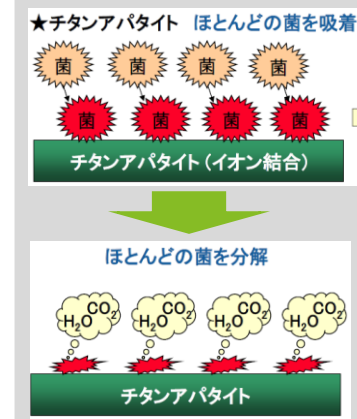 ★チタンアパタイト ほとんどの菌を吸着
菌 菌 菌 菌
菌 菌 菌 菌
チタンアパタイト(イオン結合)
ほとんどの菌を分解
CO2 CO2 CO2 CO2
H2O H2O H2O H2O
チタンアパタイト